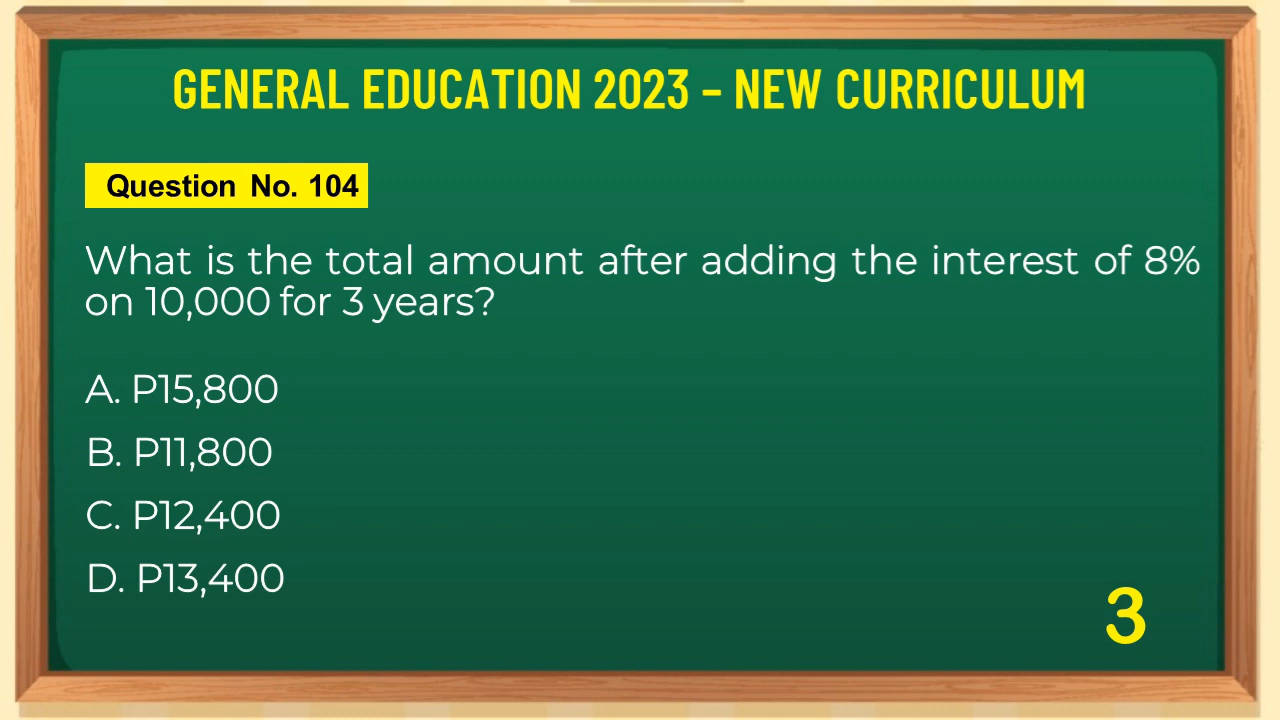 GENERAL EDUCATION 2023 – NEW CURRICULUM
Question No. 104
What is the total amount after adding the interest of 8%
on 10,000 for 3 years?
A. P15,800
B. P11,800
C. P12,400
D. P13,400
3